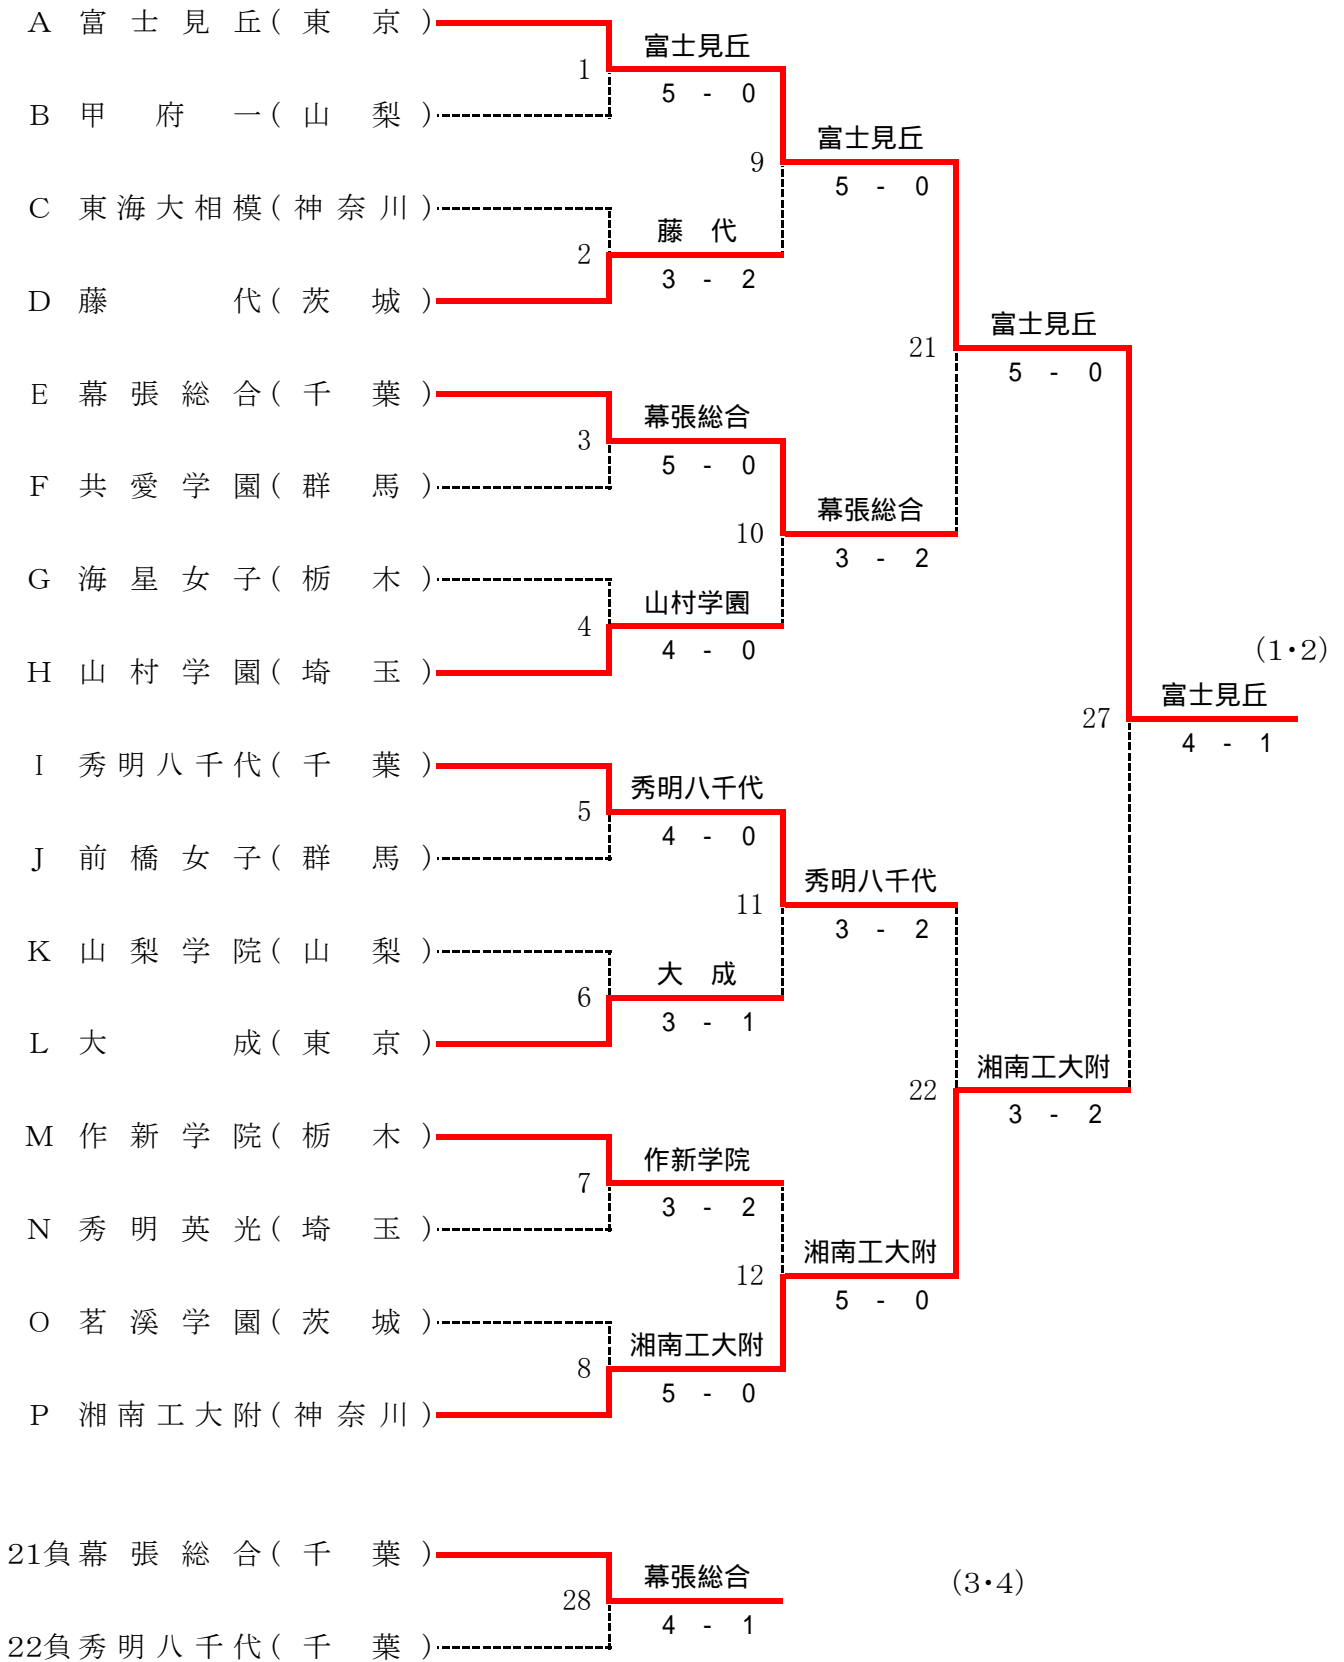 A 富士見丘(東京)
富士見丘
1
5 - 0
B 甲府一(山梨)
富士見丘
9
5 - 0
C 東海大相模(神奈川)
藤代
2
3 - 2
D 藤代(茨城)
富士見丘
21
5 - 0
E 幕張総合(千葉)
幕張総合
3
5 - 0
F 共愛学園(群馬)
幕張総合
10
3 - 2
G 海星女子(栃木)
山村学園
4
4 - 0
H 山村学園(埼玉)
(1・2)
富士見丘
27
4 - 1
I 秀明八千代(千葉)
秀明八千代
5
4 - 0
J 前橋女子(群馬)
秀明八千代
11
3 - 2
K 山梨学院(山梨)
大成
6
3 - 1
L 大成(東京)
湘南工大附
22
3 - 2
M 作新学院(栃木)
作新学院
7
3 - 2
N 秀明英光(埼玉)
湘南工大附
12
5 - 0
O 茗溪学園(茨城)
湘南工大附
8
5 - 0
P 湘南工大附(神奈川)
21負 幕張総合(千葉)
幕張総合
28
4 - 1
(3・4)
22負 秀明八千代(千葉)